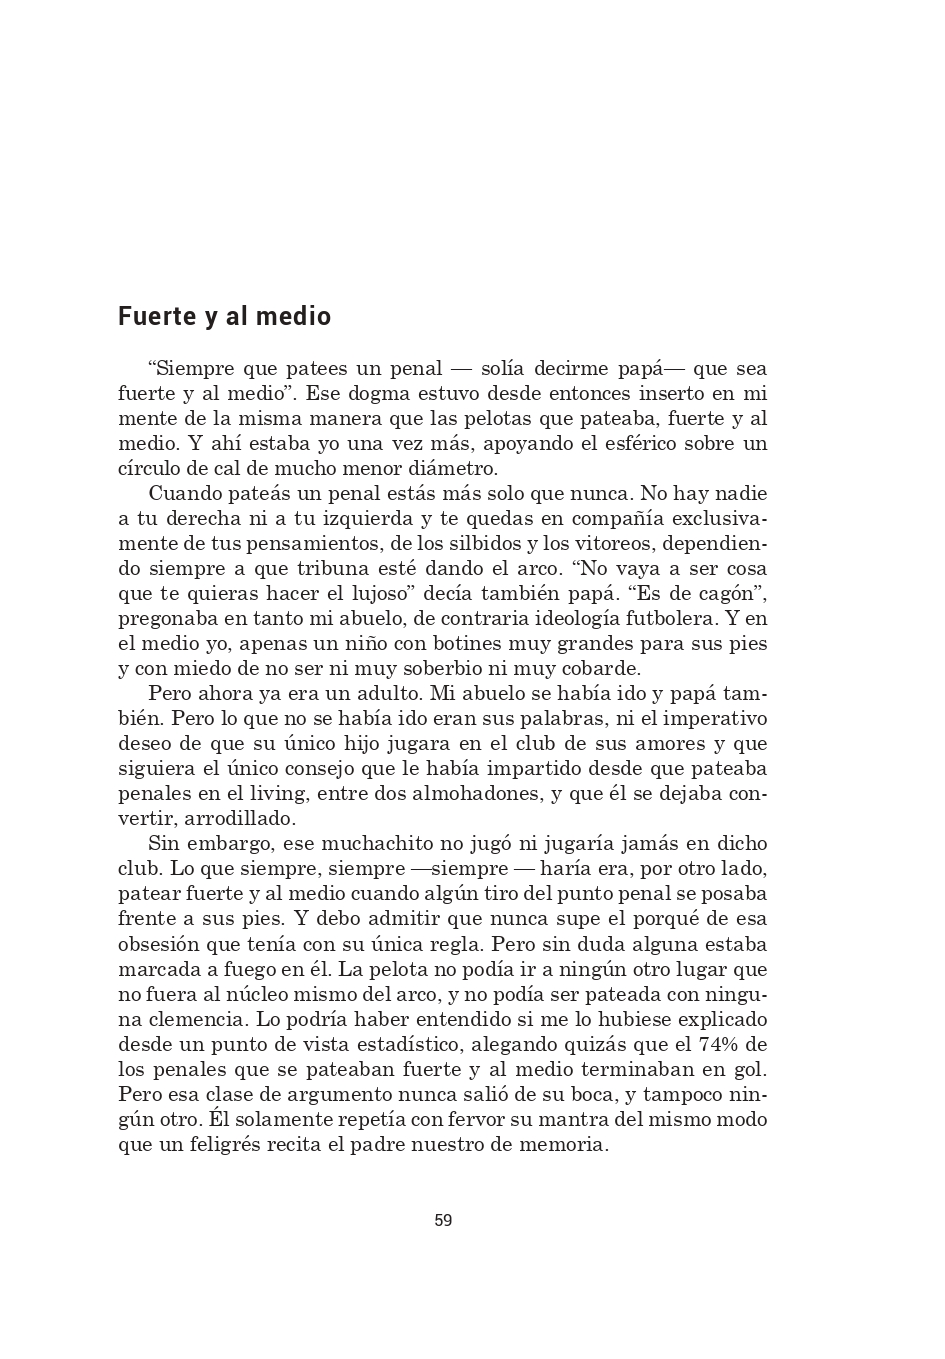 Fuerte y al medio
“Siempre que patees un penal — solía decirme papá— que sea
fuerte y al medio”. Ese dogma estuvo desde entonces inserto en mi
mente de la misma manera que las pelotas que pateaba, fuerte y al
medio. Y ahí estaba yo una vez más, apoyando el esférico sobre un
círculo de cal de mucho menor diámetro.
Cuando pateás un penal estás más solo que nunca. No hay nadie
a tu derecha ni a tu izquierda y te quedas en compañía exclusiva-
mente de tus pensamientos, de los silbidos y los vitoreos, dependien-
do siempre a que tribuna esté dando el arco. “No vaya a ser cosa
que te quieras hacer el lujoso” decía también papá. “Es de cagón”,
pregonaba en tanto mi abuelo, de contraria ideología futbolera. Y en
el medio yo, apenas un niño con botines muy grandes para sus pies
y con miedo de no ser ni muy soberbio ni muy cobarde.
Pero ahora ya era un adulto. Mi abuelo se había ido y papá tam-
bién. Pero lo que no se había ido eran sus palabras, ni el imperativo
deseo de que su único hijo jugara en el club de sus amores y que
siguiera el único consejo que le había impartido desde que pateaba
penales en el living, entre dos almohadones, y que él se dejaba con-
vertir, arrodillado.
Sin embargo, ese muchachito no jugó ni jugaría jamás en dicho
club. Lo que siempre, siempre —siempre — haría era, por otro lado,
patear fuerte y al medio cuando algún tiro del punto penal se posaba
frente a sus pies. Y debo admitir que nunca supe el porqué de esa
obsesión que tenía con su única regla. Pero sin duda alguna estaba
marcada a fuego en él. La pelota no podía ir a ningún otro lugar que
no fuera al núcleo mismo del arco, y no podía ser pateada con ningu-
na clemencia. Lo podría haber entendido si me lo hubiese explicado
desde un punto de vista estadístico, alegando quizás que el 74% de
los penales que se pateaban fuerte y al medio terminaban en gol.
Pero esa clase de argumento nunca salió de su boca, y tampoco nin-
gún otro. Él solamente repetía con fervor su mantra del mismo modo
que un feligrés recita el padre nuestro de memoria.
59